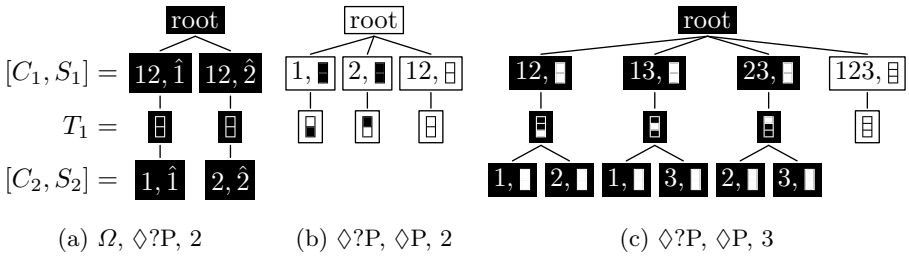 root root root
[C₁, S₁] = 12, 1̂ 12, 2̂ 1, 2, 12, 12, 13, 23, 123,
T₁ =
[C₂, S₂] = 1, 1̂ 2, 2̂ 1, 2, 1, 3, 2, 3,
(a) Ω, ◊?P, 2 (b) ◊?P, ◊P, 2 (c) ◊?P, ◊P, 3